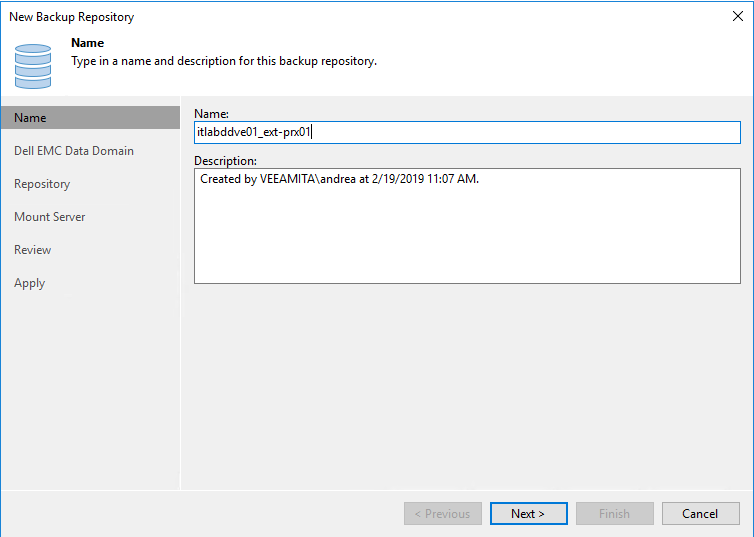 New Backup Repository
Name
Type in a name and description for this backup repository.
Name
Dell EMC Data Domain
Repository
Mount Server
Review
Apply
Name:
itlabddve01_ext-prx01
Description:
Created by VEEAMITA\andrea at 2/19/2019 11:07 AM.
< Previous
Next >
Finish
Cancel